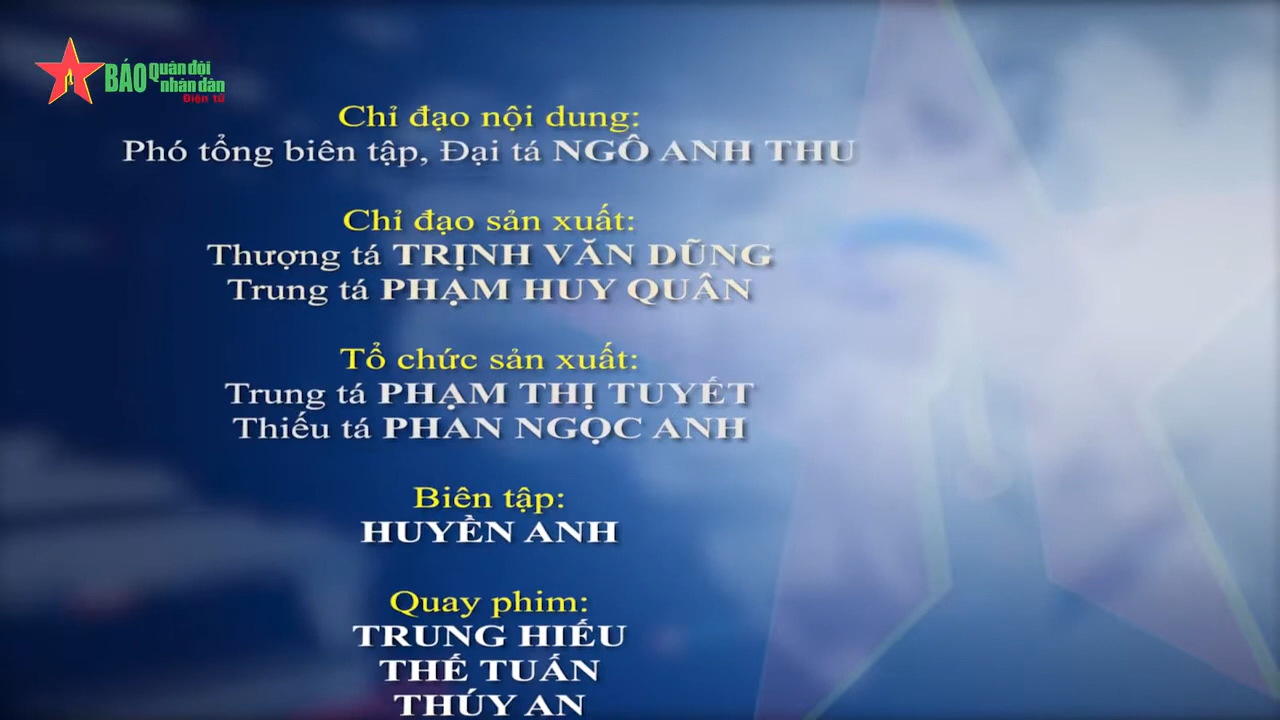 BÁO Quân đội
nhân dân
Điện tử
Chỉ đạo nội dung:
Phó tổng biên tập, Đại tá NGÔ ANH THU
Chỉ đạo sản xuất:
Thượng tá TRỊNH VĂN DŨNG
Trung tá PHẠM HUY QUÂN
Tổ chức sản xuất:
Trung tá PHẠM THỊ TUYẾT
Thiếu tá PHAN NGỌC ANH
Biên tập:
HUYỀN ANH
Quay phim:
TRUNG HIẾU
THẾ TUẤN
THÚY AN